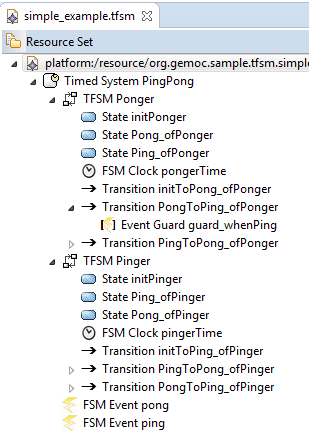 simple_example.tfsm
Resource Set
platform:/resource/org.gemoc.sample.tfsm.simple
Timed System PingPong
TFSM Ponger
State initPonger
State Pong_ofPonger
State Ping_ofPonger
FSM Clock pongerTime
Transition initToPong_ofPonger
Transition PongToPing_ofPonger
Event Guard guard_whenPing
Transition PingToPong_ofPonger
TFSM Pinger
State initPinger
State Ping_ofPinger
State Pong_ofPinger
FSM Clock pingerTime
Transition initToPing_ofPinger
Transition PingToPong_ofPinger
Transition PongToPing_ofPinger
FSM Event pong
FSM Event ping